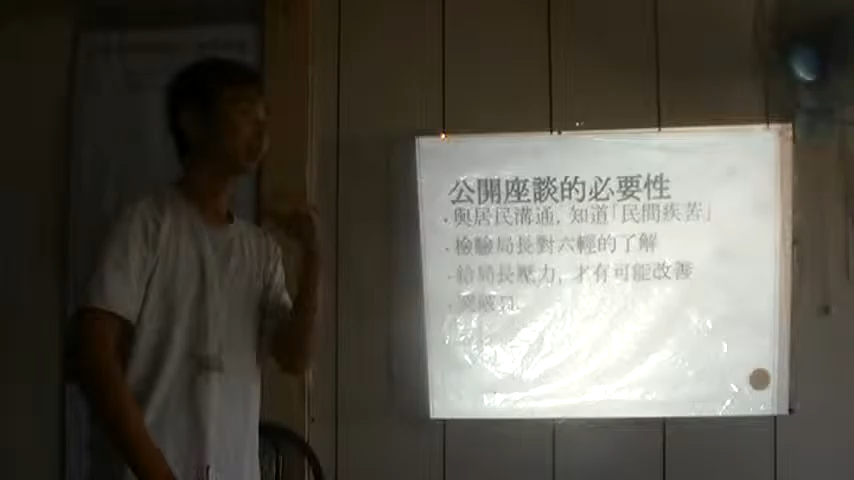 公開座談的必要性
·與居民溝通，知道「民間疾苦」
·檢驗局長對六輕的了解
·給局長壓力，才有可能改善